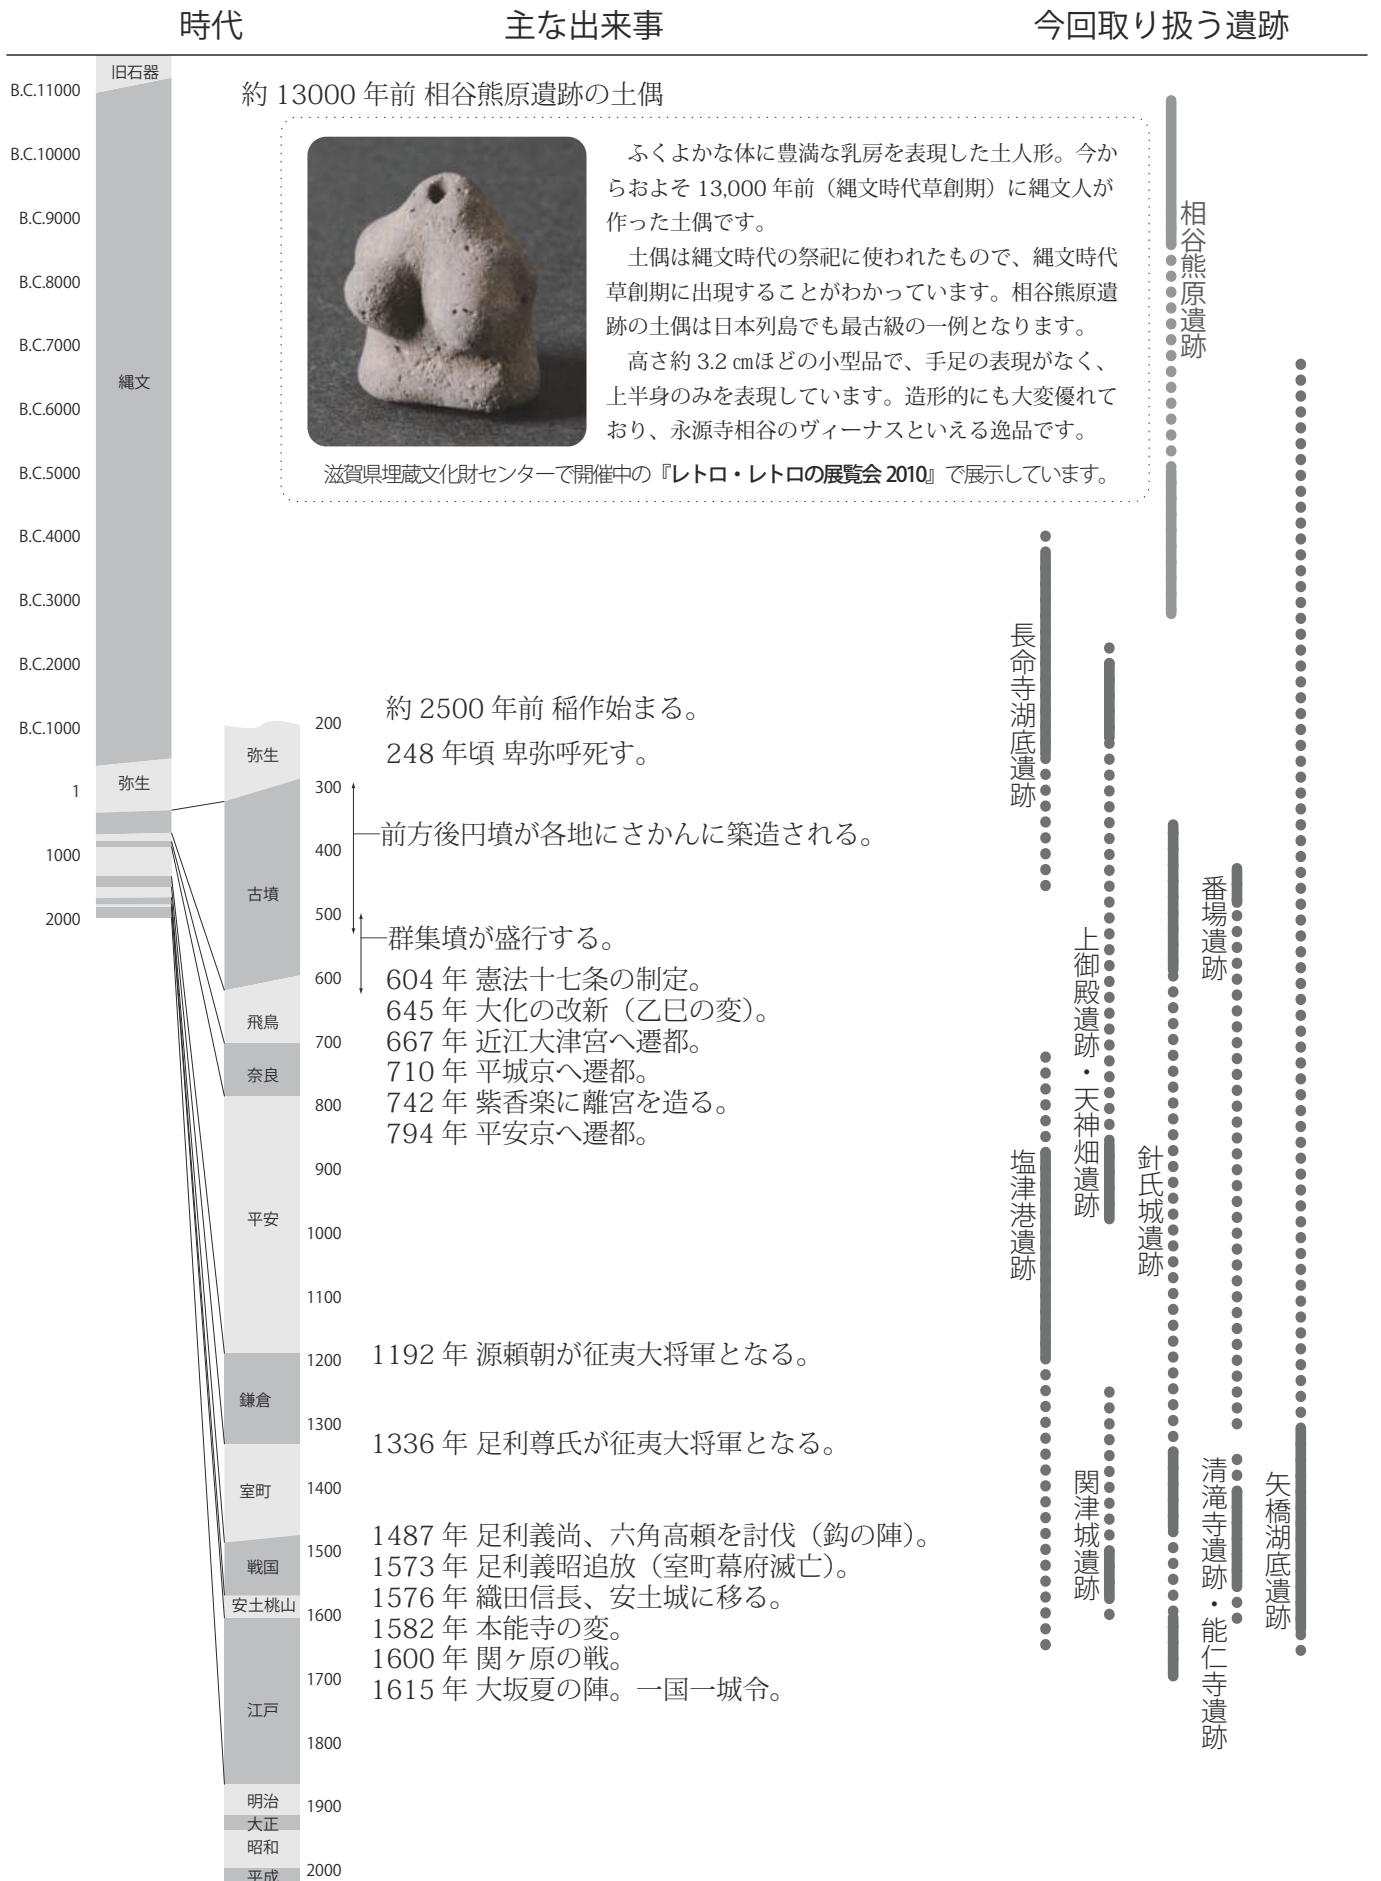 時代
主な出来事
今回取り扱う遺跡
B.C.11000
B.C.10000
B.C.9000
B.C.8000
B.C.7000
B.C.6000
B.C.5000
B.C.4000
B.C.3000
B.C.2000
B.C.1000
1
1000
2000
旧石器
縄文
弥生
弥生
古墳
飛鳥
奈良
平安
鎌倉
室町
戦国
安土桃山
江戸
明治
大正
昭和
平成
200
300
400
500
600
700
800
900
1000
1100
1200
1300
1400
1500
1600
1700
1800
1900
2000
約 13000 年前 相谷熊原遺跡の土偶
ふくよかな体に豊満な乳房を表現した土人形。今か
らおよそ 13,000 年前（縄文時代草創期）に縄文人が
作った土偶です。
土偶は縄文時代の祭祀に使われたもので、縄文時代
草創期に出現することがわかっています。相谷熊原遺
跡の土偶は日本列島でも最古級の一例となります。
高さ約 3.2 ㎝ほどの小型品で、手足の表現がなく、
上半身のみを表現しています。造形的にも大変優れて
おり、永源寺相谷のヴィーナスといえる逸品です。
滋賀県埋蔵文化財センターで開催中の『レトロ・レトロの展覧会 2010』で展示しています。
約 2500 年前 稲作始まる。
248 年頃 卑弥呼死す。
前方後円墳が各地にさかんに築造される。
群集墳が盛行する。
604 年 憲法十七条の制定。
645 年 大化の改新（乙巳の変）。
667 年 近江大津宮へ遷都。
710 年 平城京へ遷都。
742 年 紫香楽に離宮を造る。
794 年 平安京へ遷都。
1192 年 源頼朝が征夷大将軍となる。
1336 年 足利尊氏が征夷大将軍となる。
1487 年 足利義尚、六角高頼を討伐（鈎の陣）。
1573 年 足利義昭追放（室町幕府滅亡）。
1576 年 織田信長、安土城に移る。
1582 年 本能寺の変。
1600 年 関ヶ原の戦。
1615 年 大坂夏の陣。一国一城令。
相谷熊原遺跡
長命寺湖底遺跡
上御殿遺跡・天神畑遺跡
番場遺跡
塩津港遺跡
針氏城遺跡
関津城遺跡
清滝寺遺跡・能仁寺遺跡
矢橋湖底遺跡